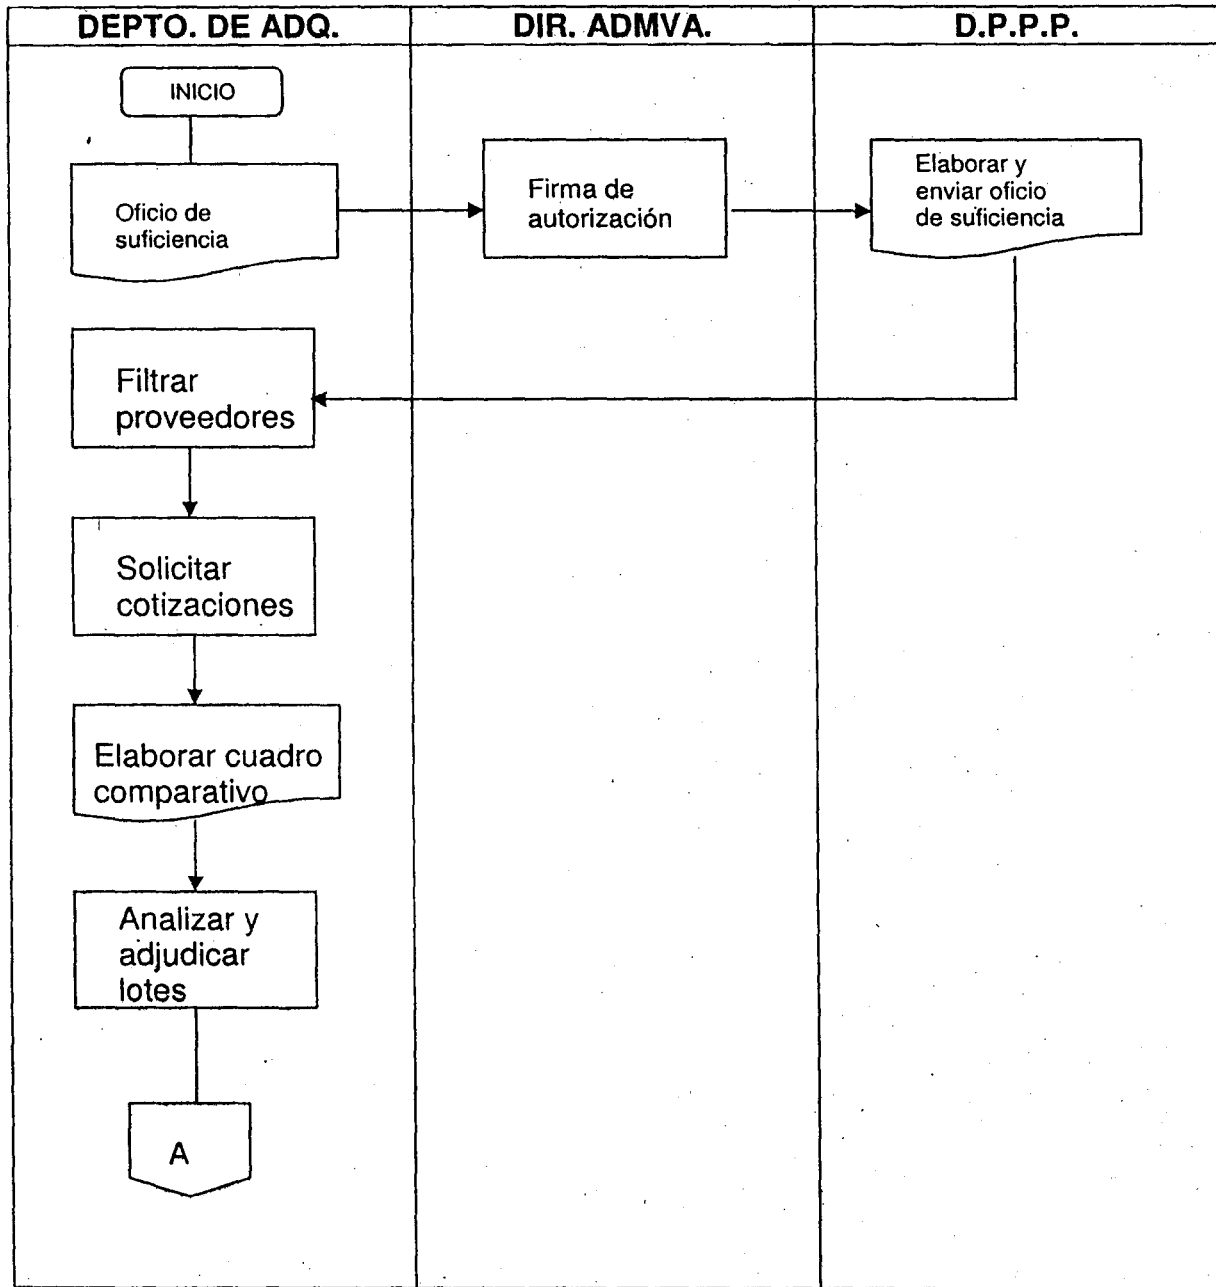 DEPTO. DE ADQ.
DIR. ADMVA.
D.P.P.P.
INICIO
Oficio de
suficiencia
Firma de
autorización
Elaborar y
enviar oficio
de suficiencia
Filtrar
proveedores
Solicitar
cotizaciones
Elaborar cuadro
comparativo
Analizar y
adjudicar
lotes
A